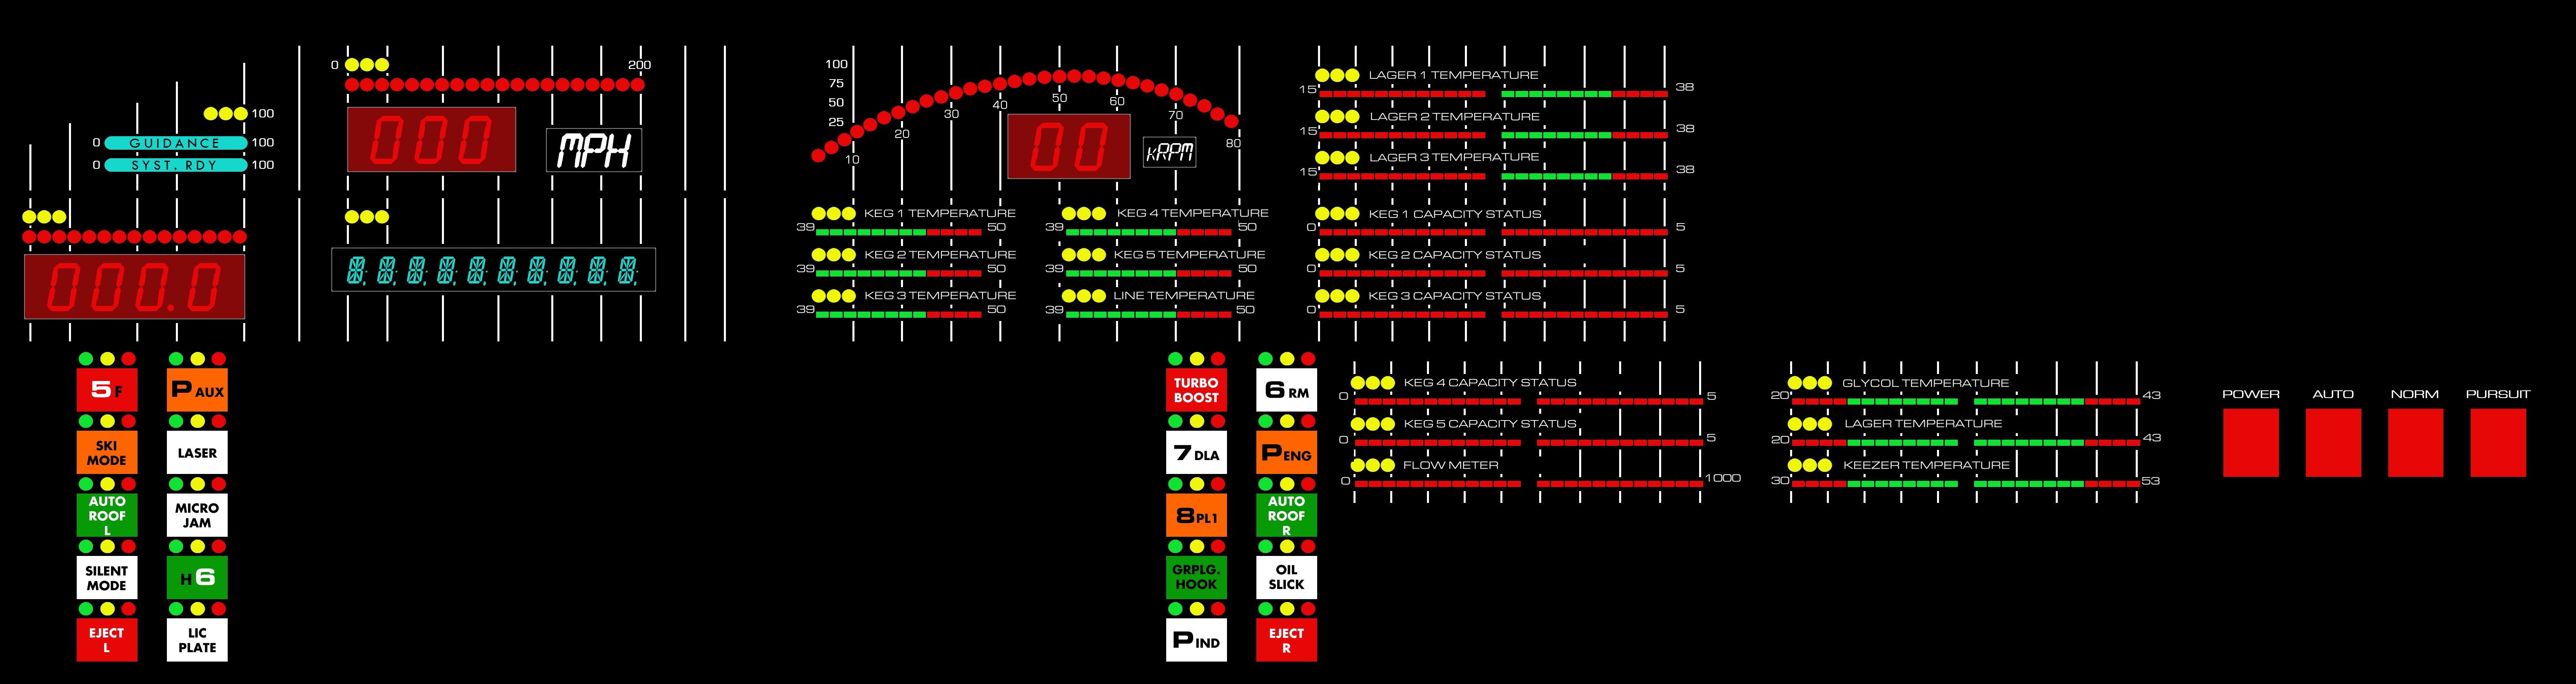 100
0 GUIDANCE 100
0 SYST. RDY 100
000.0
0 200
000
MPH
100
75
50
25
10 20 30 40 50 60 70 80
00
KRPM
KEG 1 TEMPERATURE
39 50
KEG 2 TEMPERATURE
39 50
KEG 3 TEMPERATURE
39 50
KEG 4 TEMPERATURE
39 50
KEG 5 TEMPERATURE
39 50
LINE TEMPERATURE
39 50
LAGER 1 TEMPERATURE
15 38
LAGER 2 TEMPERATURE
15 38
LAGER 3 TEMPERATURE
15 38
KEG 1 CAPACITY STATUS
0 5
KEG 2 CAPACITY STATUS
0 5
KEG 3 CAPACITY STATUS
0 5
5 F
P AUX
SKI
MODE
LASER
AUTO
ROOF
L
MICRO
JAM
SILENT
MODE
H 6
EJECT
L
LIC
PLATE
TURBO
BOOST
6 RM
7 DLA
P ENG
8 PL1
AUTO
ROOF
R
GRPLG.
HOOK
OIL
SLICK
P IND
EJECT
R
KEG 4 CAPACITY STATUS
0 5
KEG 5 CAPACITY STATUS
0 5
FLOW METER
0 1000
GLYCOL TEMPERATURE
20 43
LAGER TEMPERATURE
20 43
KEEZER TEMPERATURE
30 53
POWER AUTO NORM PURSUIT